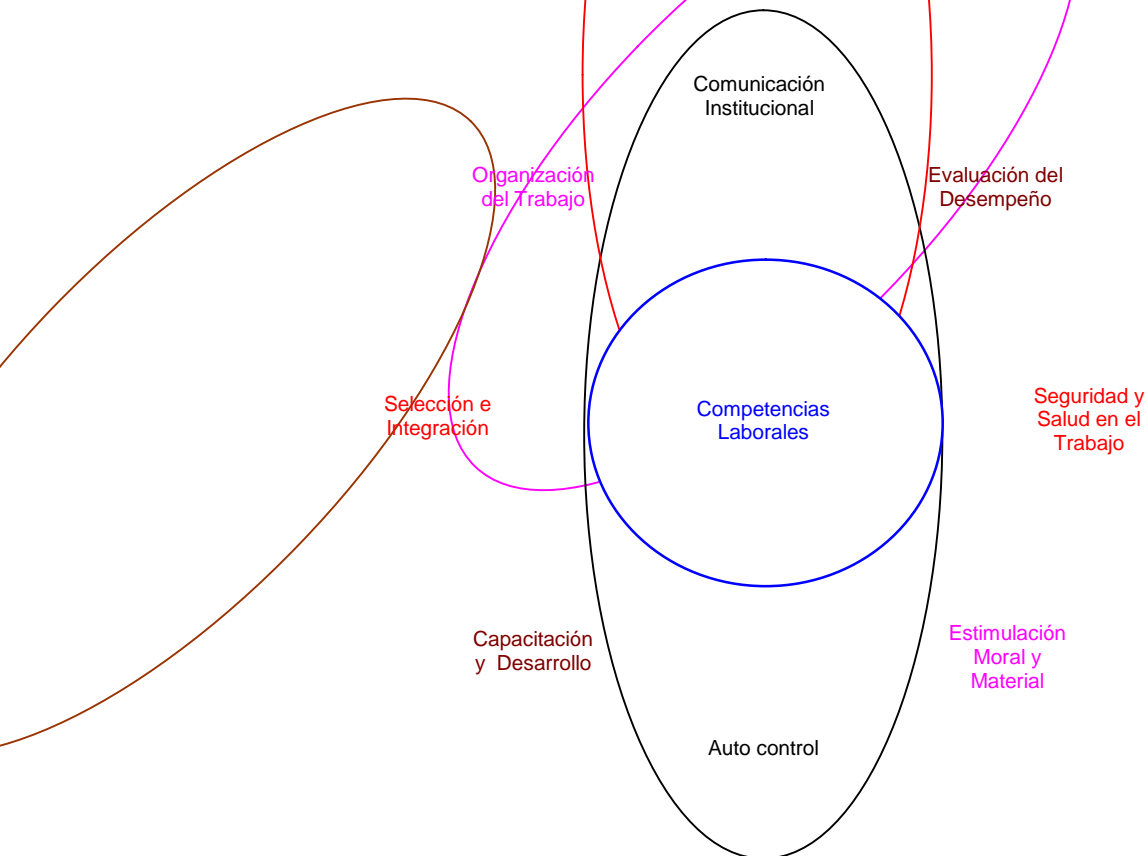 Comunicación
Institucional
Organización
del Trabajo
Evaluación del
Desempeño
Selección e
Integración
Competencias
Laborales
Seguridad y
Salud en el
Trabajo
Capacitación
y  Desarrollo
Estimulación
Moral y
Material
Auto control